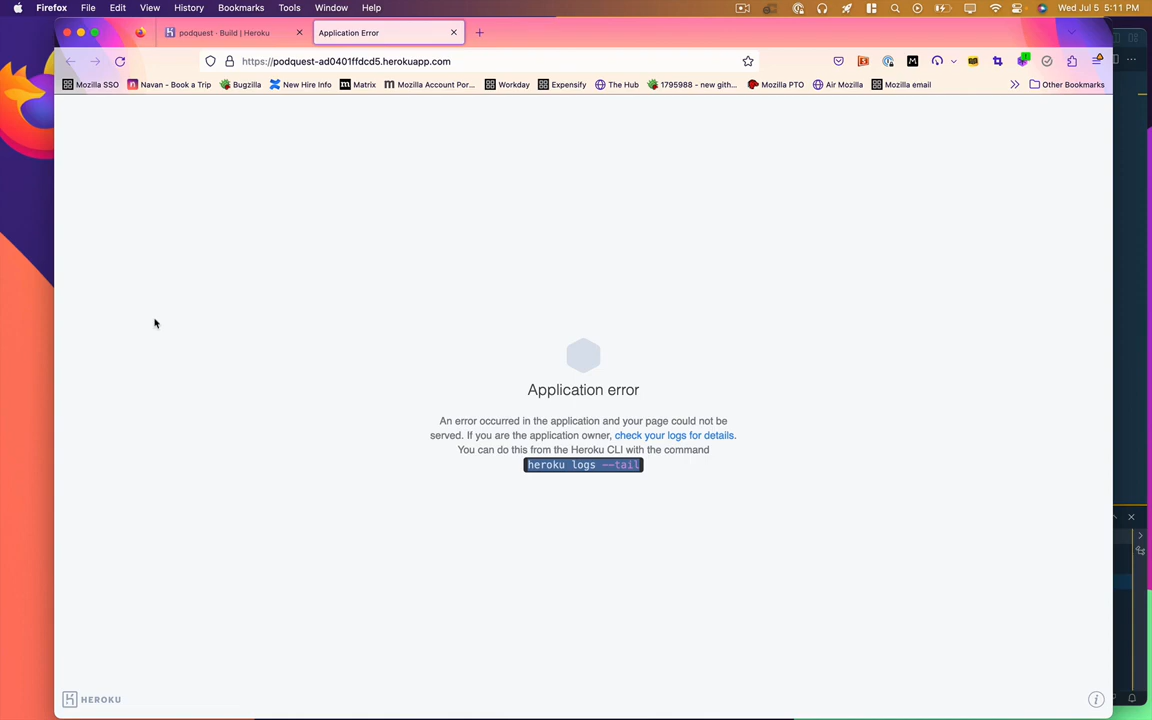 Firefox File Edit View History Bookmarks Tools Window Help Wed Jul 5 5:11 PM
podquest · Build | Heroku
Application Error
https://podquest-ad0401ffdcd5.herokuapp.com
Mozilla SSO Navan - Book a Trip Bugzilla New Hire Info Matrix Mozilla Account Por... Workday Expensify The Hub 1795988 - new gith... Mozilla PTO Air Mozilla Mozilla email Other Bookmarks
Application error
An error occurred in the application and your page could not be
served. If you are the application owner, check your logs for details.
You can do this from the Heroku CLI with the command
heroku logs --tail
HEROKU